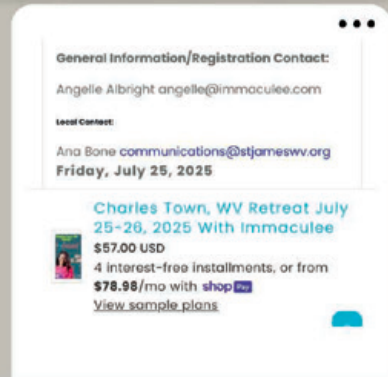 General Information/Registration Contact:
Angelie Albright angelle@immaculee.com
Local Contact:
Ana Bone communications@stjameswv.org
Friday, July 25, 2025
Charles Town, WV Retreat July
25-26, 2025 With Immaculee
$57.00 USD
4 interest-free installments, or from
$78.98/mo with shop Pay
View sample plans